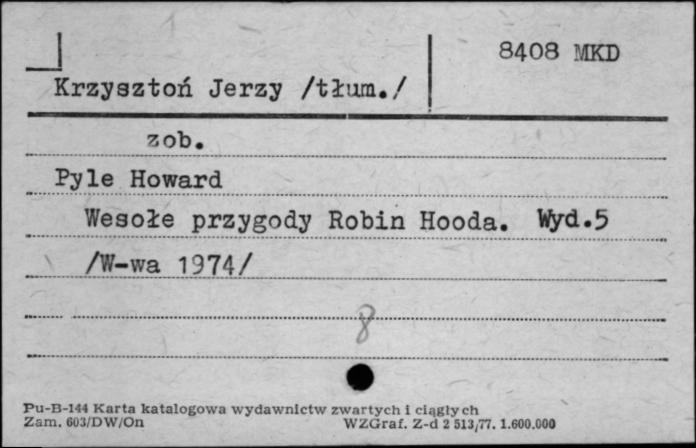 8408 MKD
Krzysztoń Jerzy /tłum./
zob.
Pyle Howard
Wesołe przygody Robin Hooda. Wyd.5
/W-wa 1974/
8
Pu-B-144 Karta katalogowa wydawnictw zwartych i ciągłych
Zam. 603/DW/On WZGraf. Z-d 2 513/77. 1.600.000